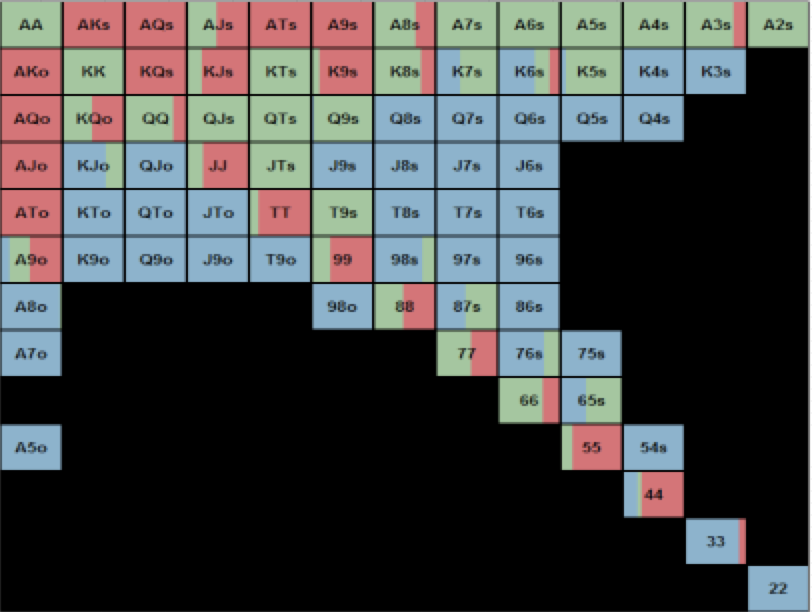 AA AKs AQs AJs ATs A9s A8s A7s A6s A5s A4s A3s A2s
AKo KK KQs KJs KTs K9s K8s K7s K6s K5s K4s K3s
AQo KQo QQ QJs QTs Q9s Q8s Q7s Q6s Q5s Q4s
AJo KJo QJo JJ JTs J9s J8s J7s J6s
ATo KTo QTo JTo TT T9s T8s T7s T6s
A9o K9o Q9o J9o T9o 99 98s 97s 96s
A8o 98o 88 87s 86s
A7o 77 76s 75s
66 65s
A5o 55 54s
44
33
22